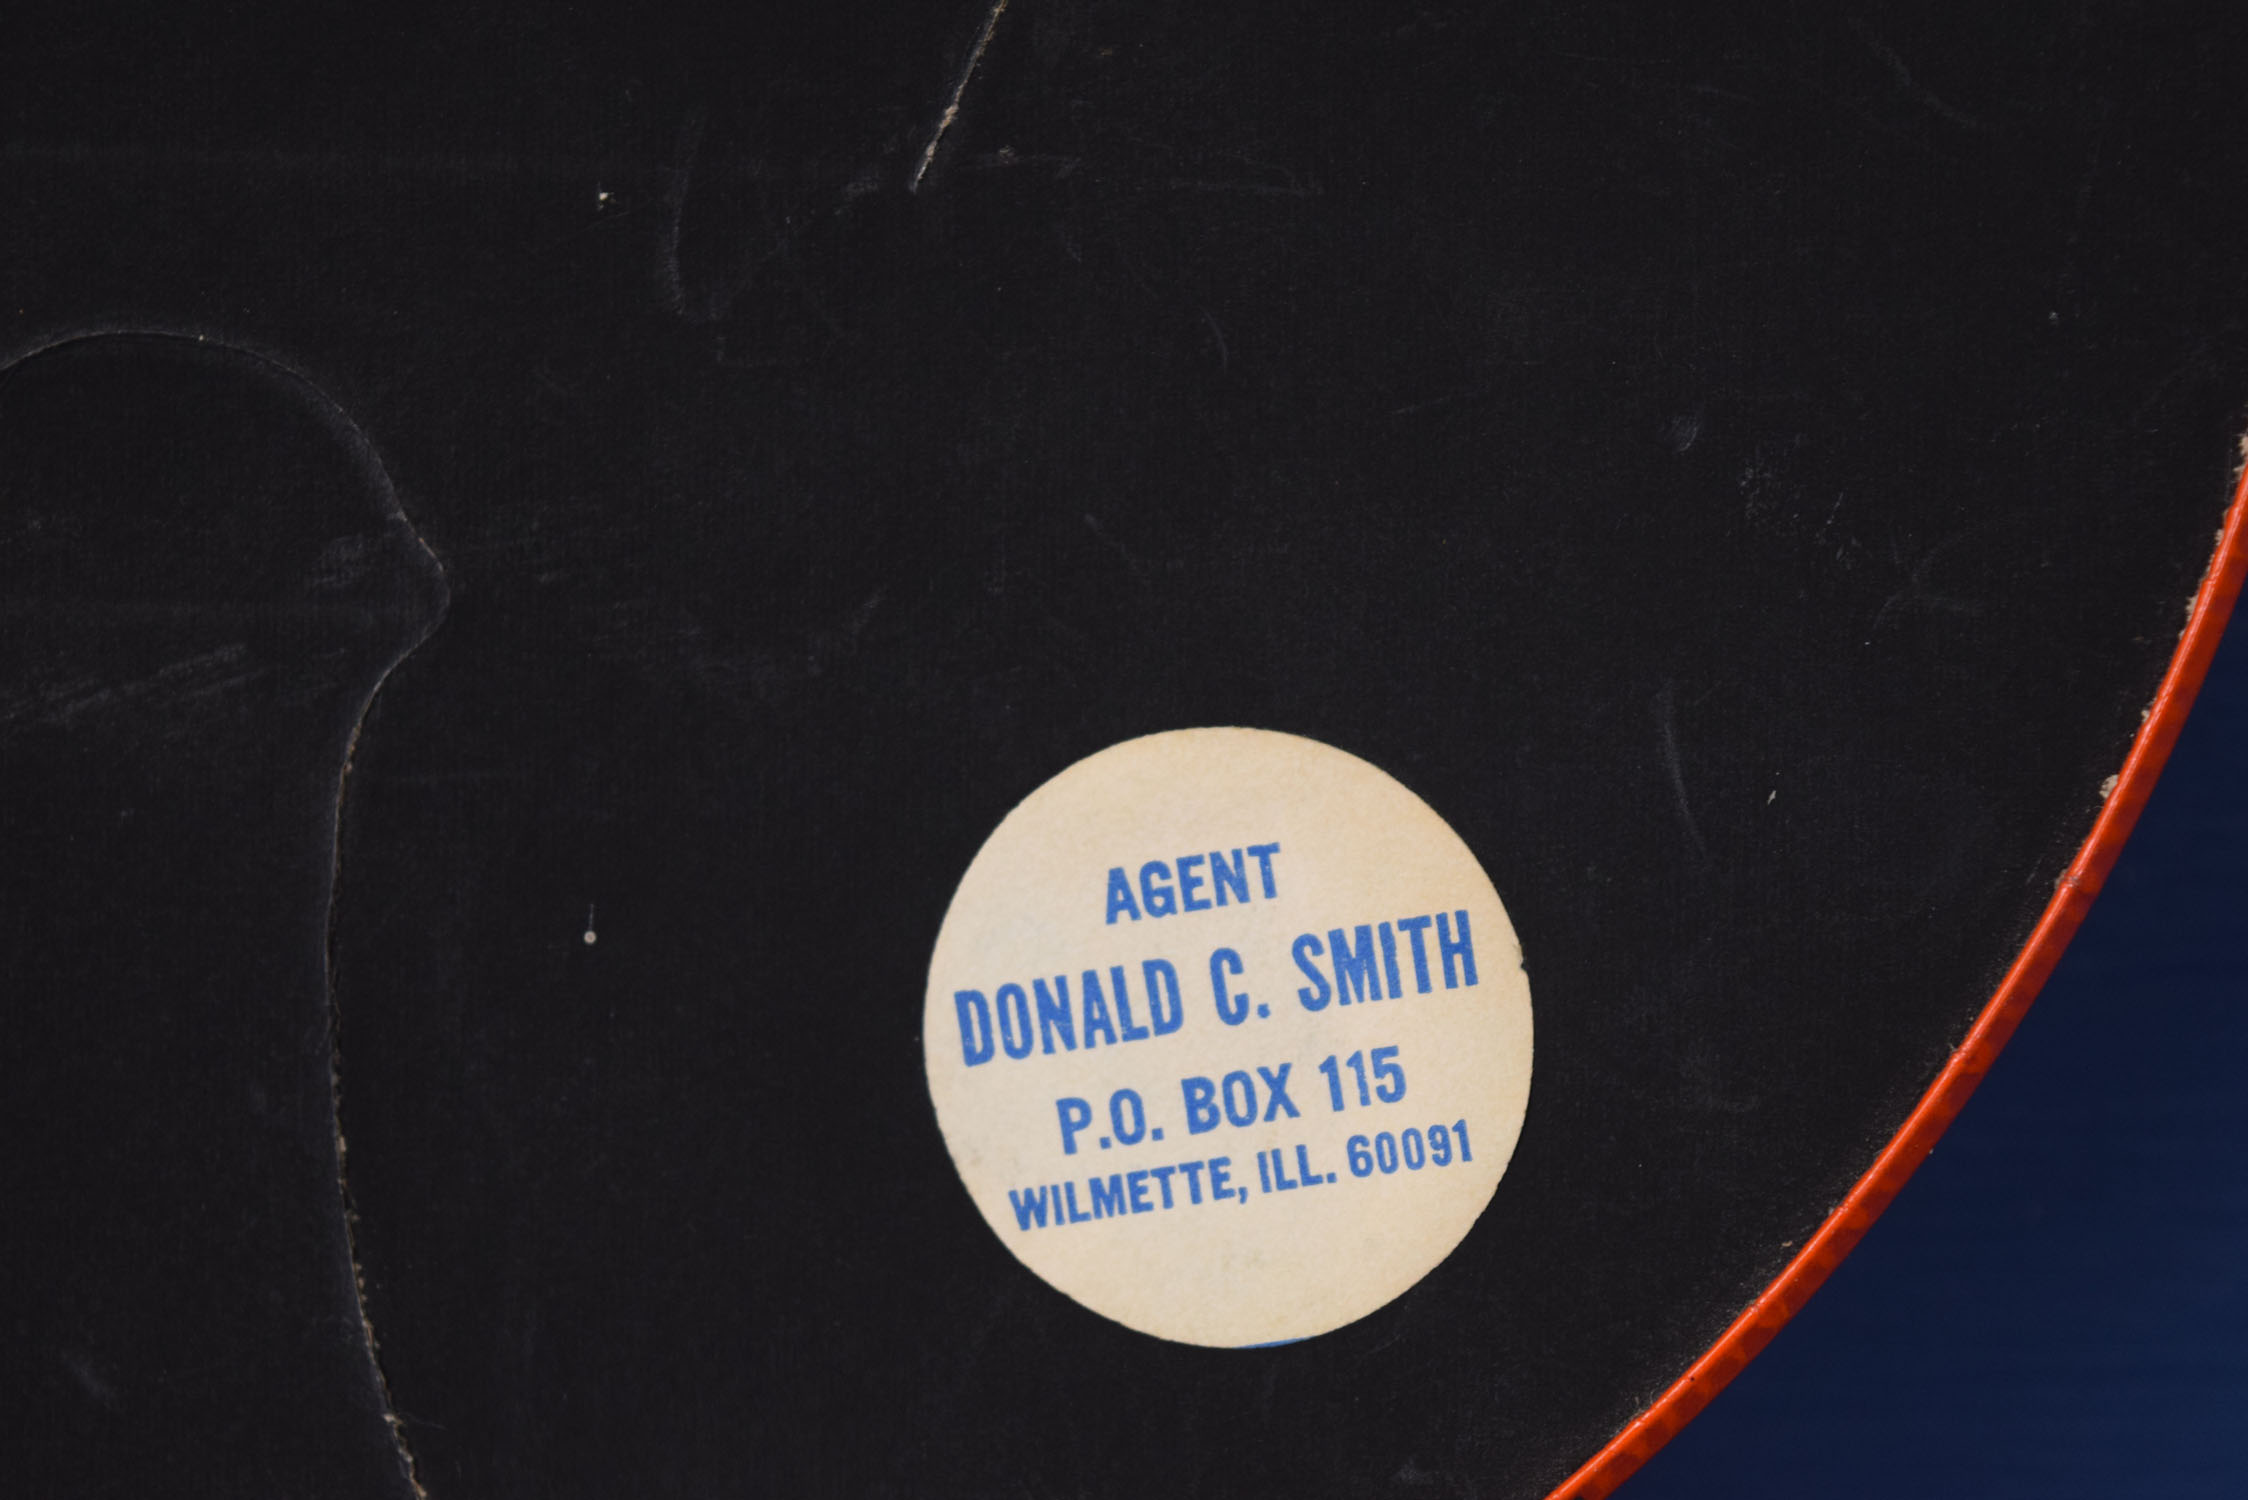 AGENT
DONALD C. SMITH
P.O. BOX 115
WILMETTE, ILL. 60091